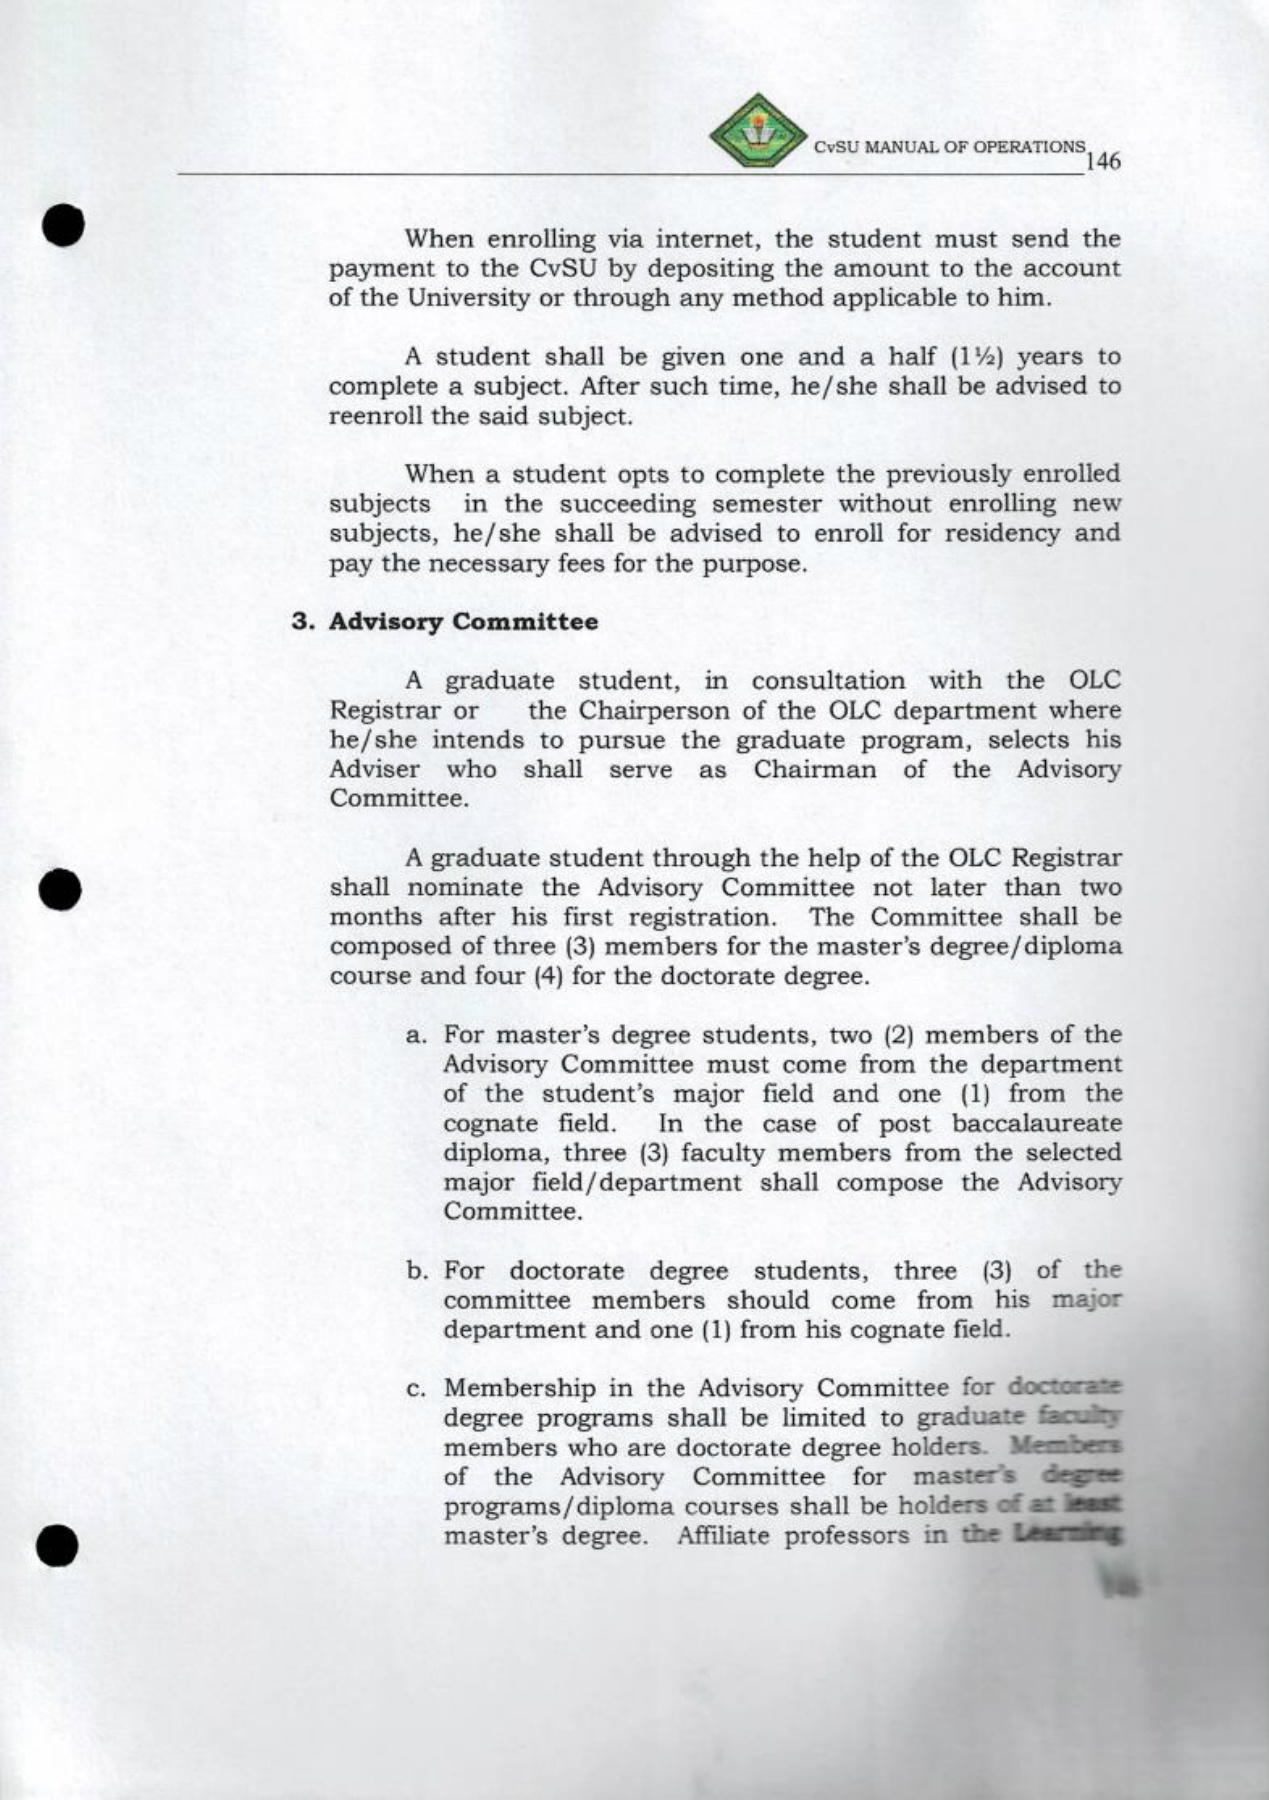 CvSU MANUAL OF OPERATIONS
146
When enrolling via internet, the student must send the
payment to the CvSU by depositing the amount to the account
of the University or through any method applicable to him.
A student shall be given one and a half (1½) years to
complete a subject. After such time, he/she shall be advised to
reenroll the said subject.
When a student opts to complete the previously enrolled
subjects in the succeeding semester without enrolling new
subjects, he/she shall be advised to enroll for residency and
pay the necessary fees for the purpose.
3. Advisory Committee
A graduate student, in consultation with the OLC
Registrar or the Chairperson of the OLC department where
he/she intends to pursue the graduate program, selects his
Adviser who shall serve as Chairman of the Advisory
Committee.
A graduate student through the help of the OLC Registrar
shall nominate the Advisory Committee not later than two
months after his first registration. The Committee shall be
composed of three (3) members for the master's degree/diploma
course and four (4) for the doctorate degree.
a. For master's degree students, two (2) members of the
Advisory Committee must come from the department
of the student's major field and one (1) from the
cognate field. In the case of post baccalaureate
diploma, three (3) faculty members from the selected
major field/department shall compose the Advisory
Committee.
b. For doctorate degree students, three (3) of the
committee members should come from his major
department and one (1) from his cognate field.
c. Membership in the Advisory Committee for doctorate
degree programs shall be limited to graduate faculty
members who are doctorate degree holders. Members
of the Advisory Committee for master's degree
programs/diploma courses shall be holders of at least
master's degree. Affiliate professors in the Learning